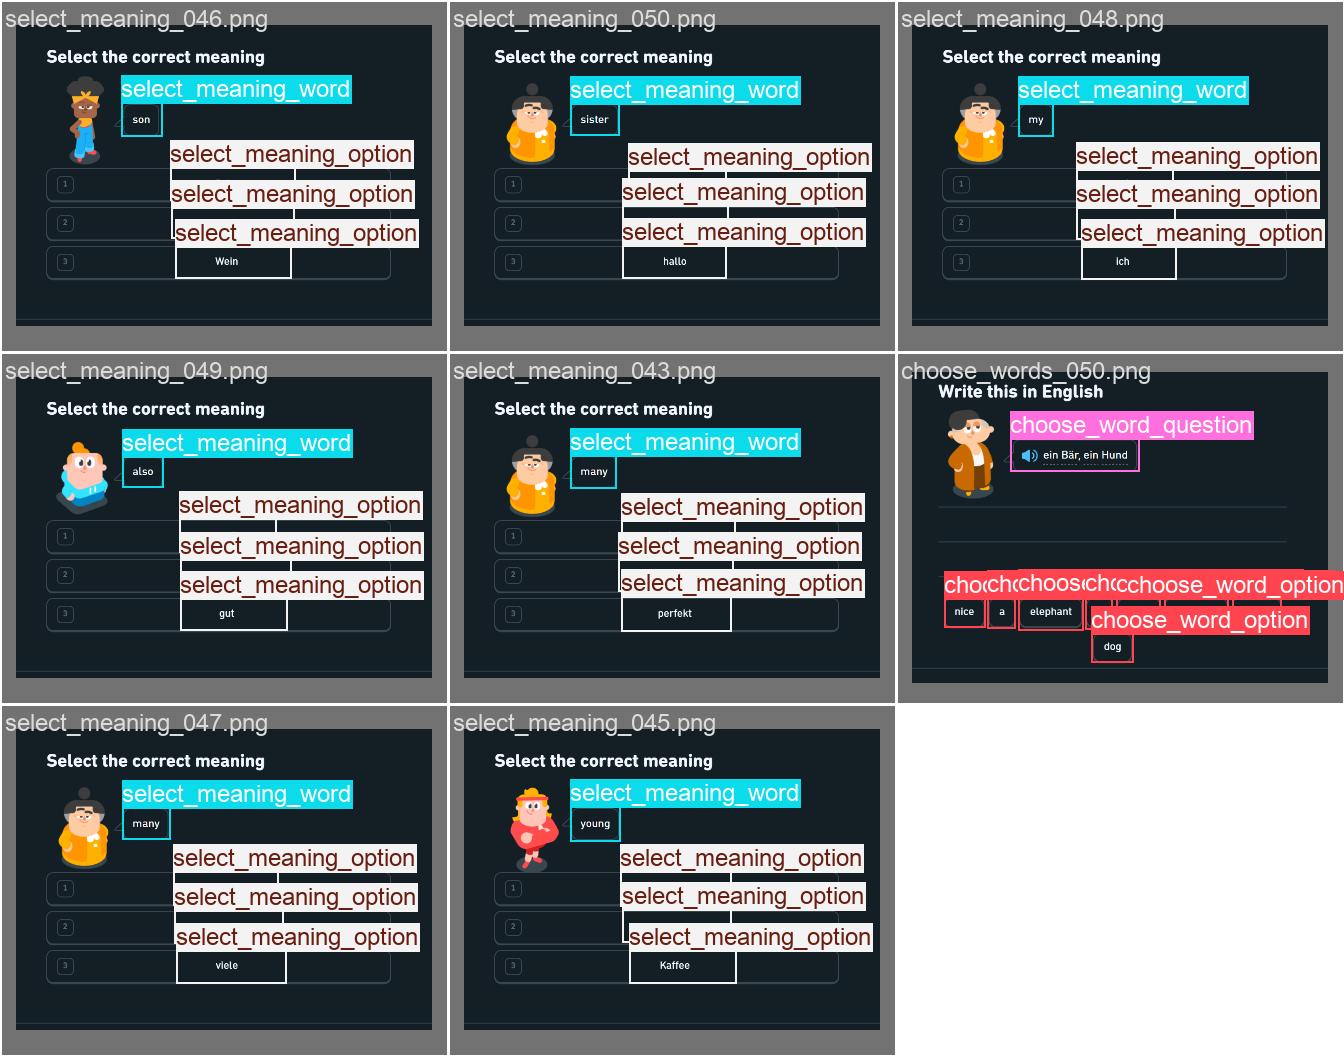 select_meaning_046.png
Select the correct meaning
select_meaning_word
son
select_meaning_option
1
select_meaning_option
2
select_meaning_option
3
Wein
select_meaning_050.png
Select the correct meaning
select_meaning_word
sister
select_meaning_option
1
select_meaning_option
2
select_meaning_option
3
hallo
select_meaning_048.png
Select the correct meaning
select_meaning_word
my
select_meaning_option
1
select_meaning_option
2
select_meaning_option
3
ich
select_meaning_049.png
Select the correct meaning
select_meaning_word
also
select_meaning_option
1
select_meaning_option
2
select_meaning_option
3
gut
select_meaning_043.png
Select the correct meaning
select_meaning_word
many
select_meaning_option
1
select_meaning_option
2
select_meaning_option
3
perfekt
choose_words_050.png
Write this in English
choose_word_question
ein Bär, ein Hund
choose_word_option
nice a elephant
choose_word_option
dog
select_meaning_047.png
Select the correct meaning
select_meaning_word
many
select_meaning_option
1
select_meaning_option
2
select_meaning_option
3
viele
select_meaning_045.png
Select the correct meaning
select_meaning_word
young
select_meaning_option
1
select_meaning_option
2
select_meaning_option
3
Kaffee